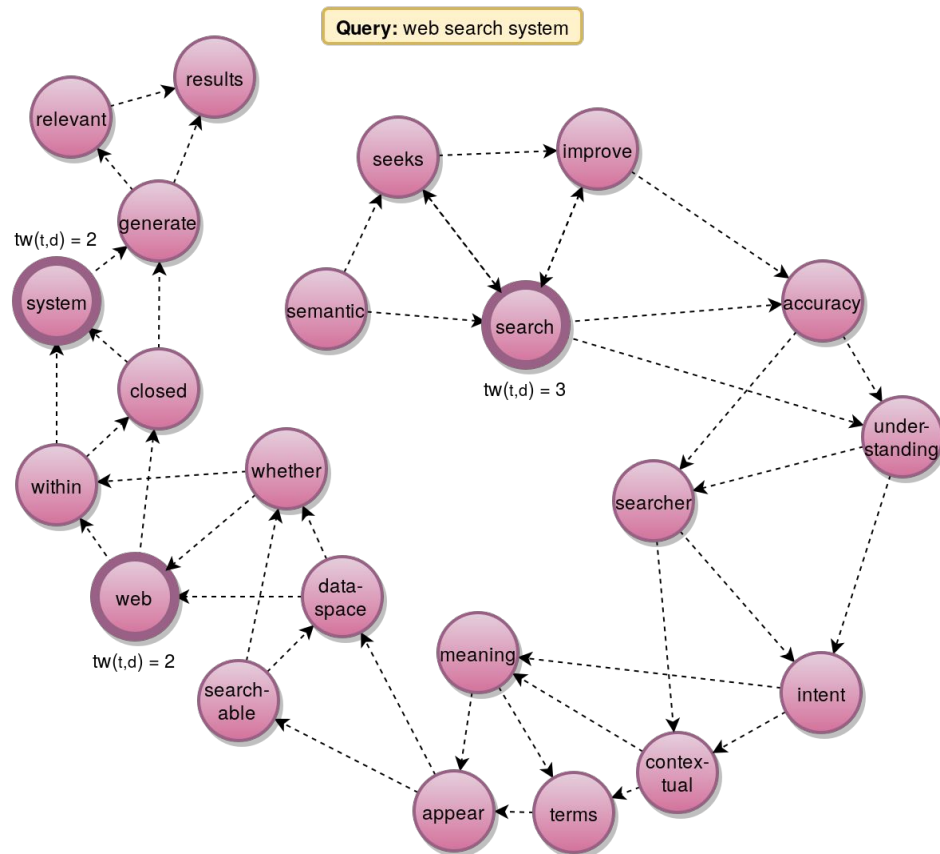 Query: web search system
results
relevant
seeks
improve
generate
tw(t,d) = 2
system
semantic
search
accuracy
tw(t,d) = 3
closed
under-
standing
whether
within
searcher
data-
space
web
tw(t,d) = 2
meaning
search-
able
intent
contex-
tual
appear
terms